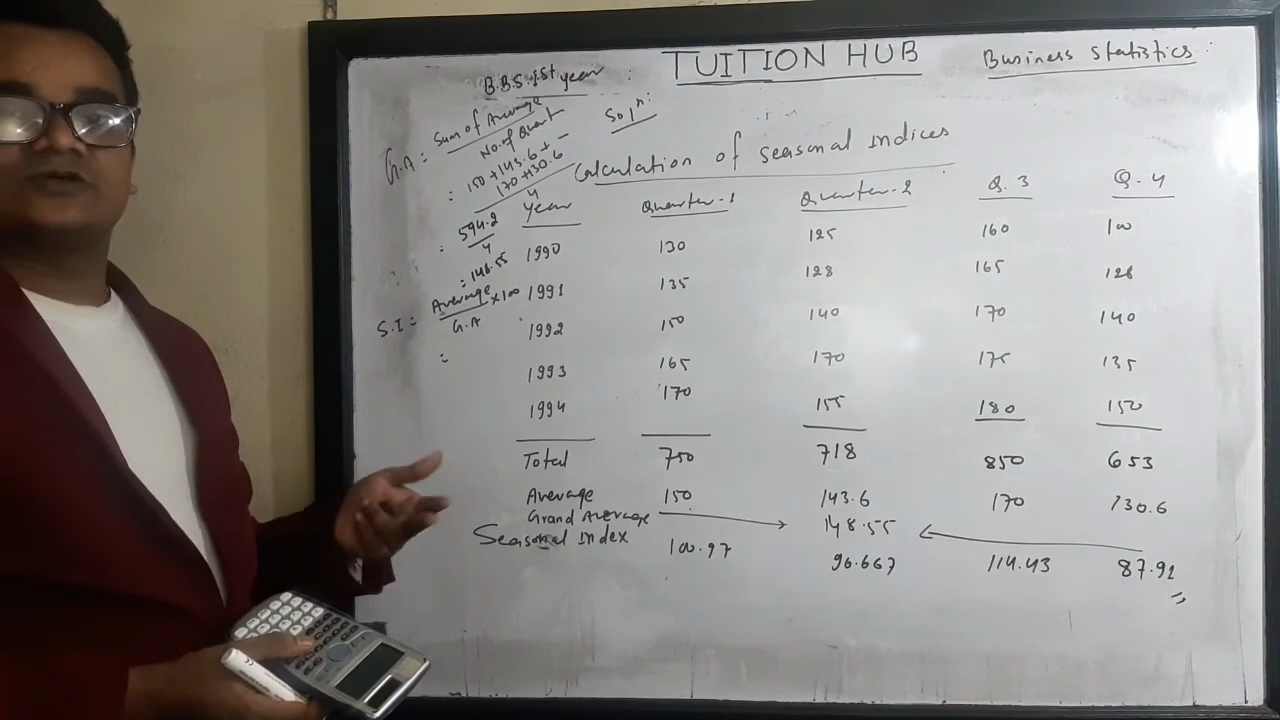 TUITION HUB
Business Statistics :
B.B.S 1st year :
Solⁿ:
Calculation of seasonal Indices
G.A = Sum of Average
No. of Quart
= 150 + 143.6 +
170 + 130.6
4
= 594.2
4
= 148.55
S.I = Average × 100
G.A
=
Year Quarter-1 Quarter-2 Q.3 Q.4
1990 130 125 160 100
1991 135 128 165 128
1992 150 140 170 140
1993 165 170 175 135
1994 170 155 180 150
Total 750 718 850 653
Average 150 143.6 170 130.6
Grand Average 148.55
Seasonal Index 100.97 96.667 114.43 87.91